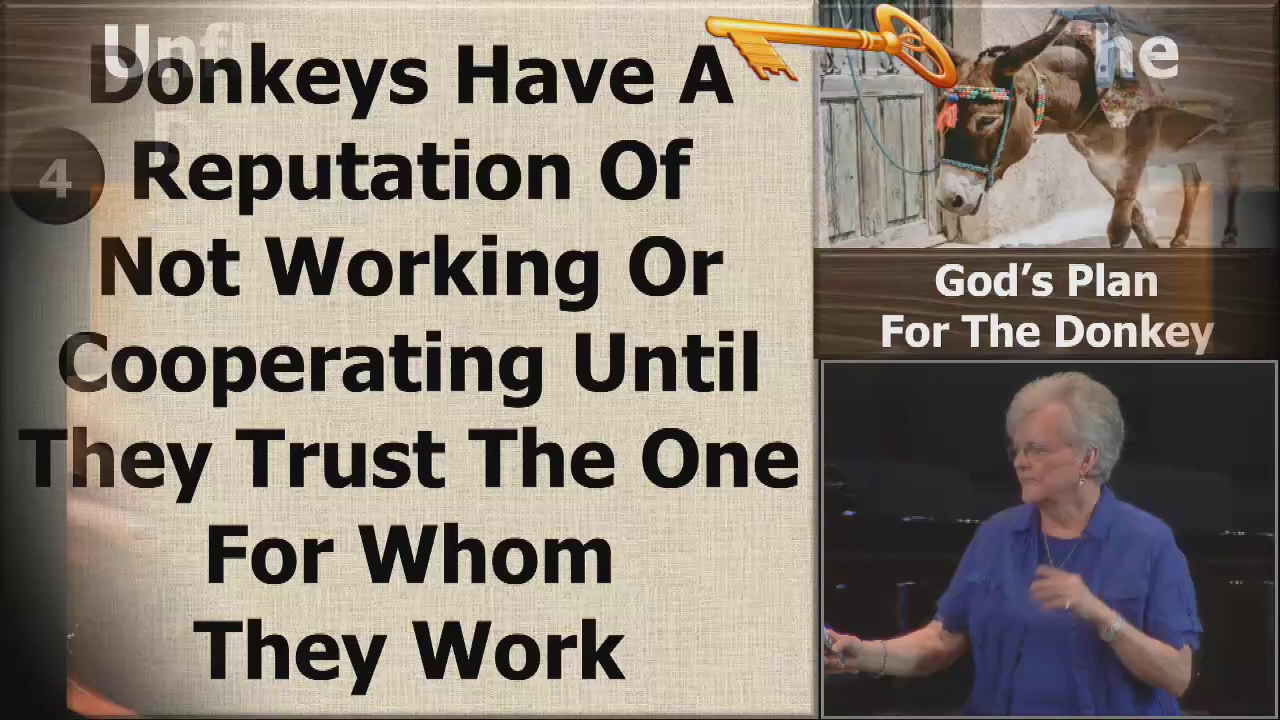 Donkeys Have A
Reputation Of
Not Working Or
Cooperating Until
They Trust The One
For Whom
They Work
4
he
God's Plan
For The Donkey